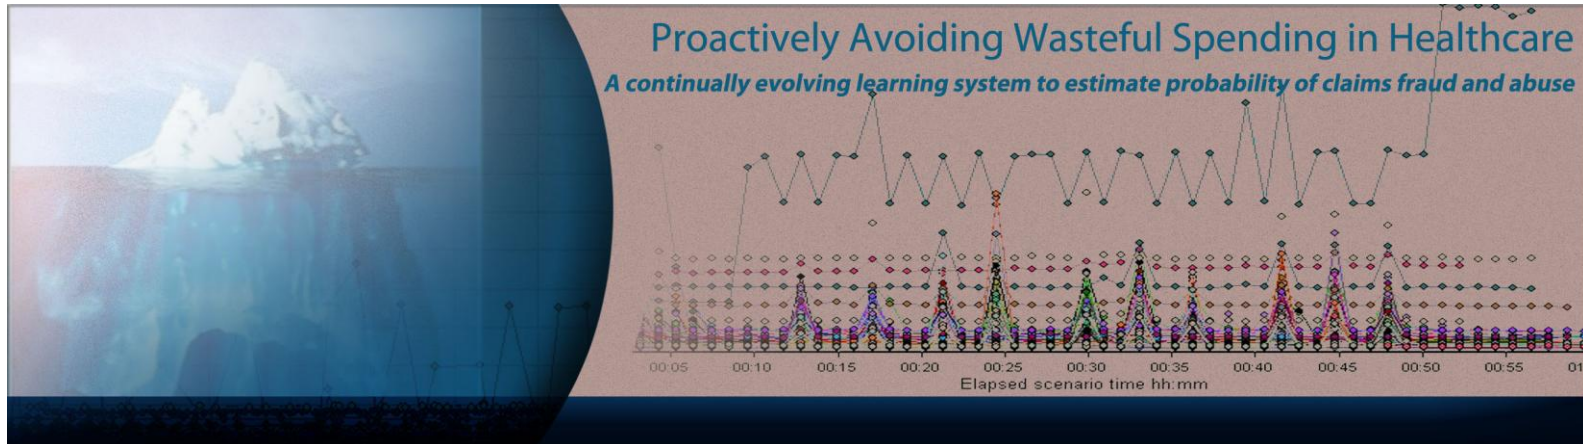 Proactively Avoiding Wasteful Spending in Healthcare
A continually evolving learning system to estimate probability of claims fraud and abuse
00:05 00:10 00:15 00:20 00:25 00:30 00:35 00:40 00:45 00:50 00:55
Elapsed scenario time hh:mm